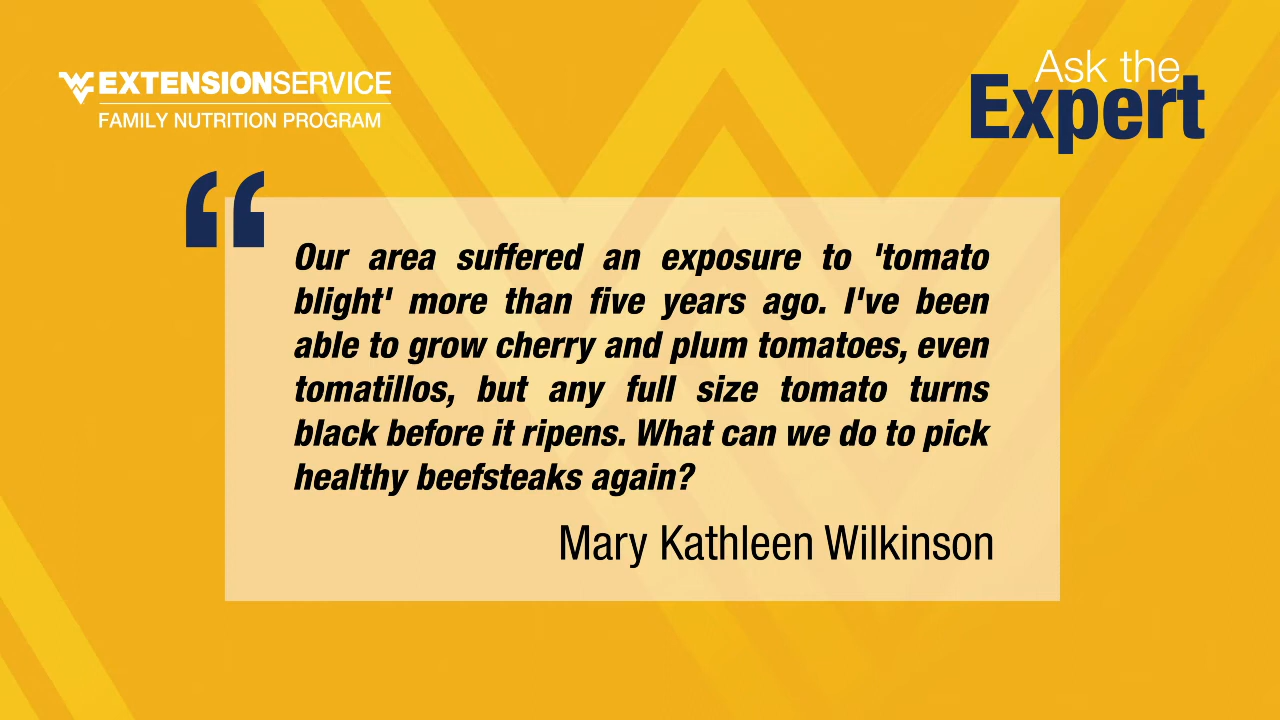 EXTENSIONSERVICE
FAMILY NUTRITION PROGRAM
Ask the
Expert
“
Our area suffered an exposure to 'tomato
blight' more than five years ago. I've been
able to grow cherry and plum tomatoes, even
tomatillos, but any full size tomato turns
black before it ripens. What can we do to pick
healthy beefsteaks again?
Mary Kathleen Wilkinson